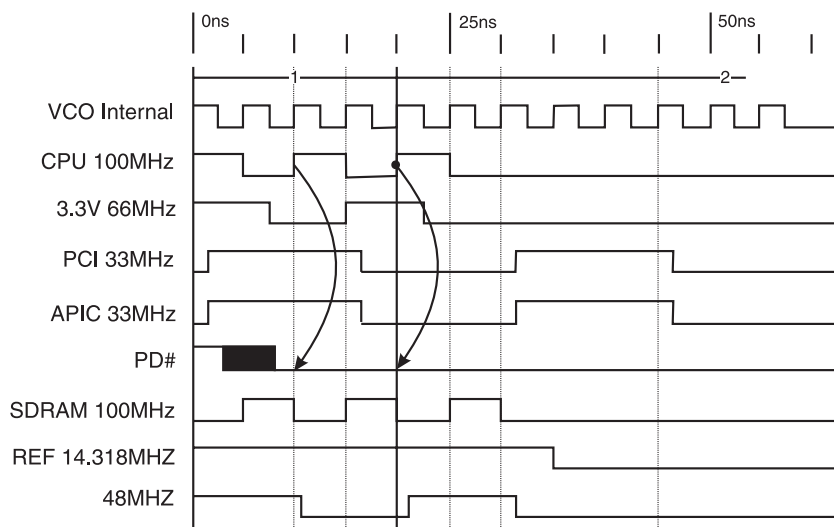 0ns 25ns 50ns
1 2
VCO Internal
CPU 100MHz
3.3V 66MHz
PCI 33MHz
APIC 33MHz
PD#
SDRAM 100MHz
REF 14.318MHZ
48MHZ